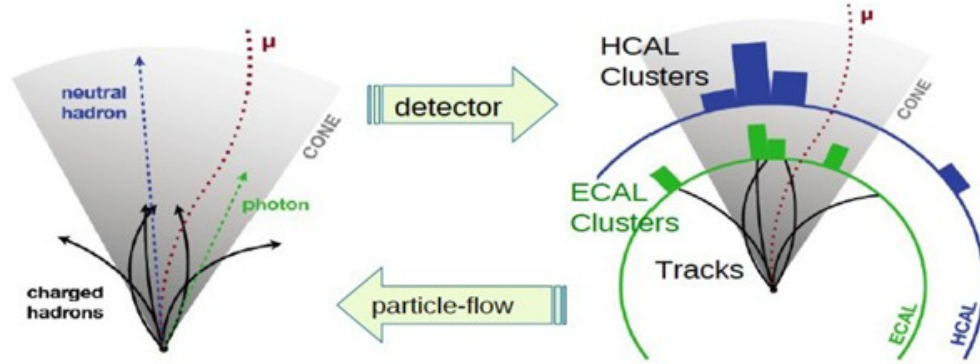 μ
neutral
hadron
CONE
photon
charged
hadrons
detector
particle-flow
μ
HCAL
Clusters
CONE
ECAL
Clusters
Tracks
ECAL
HCAL